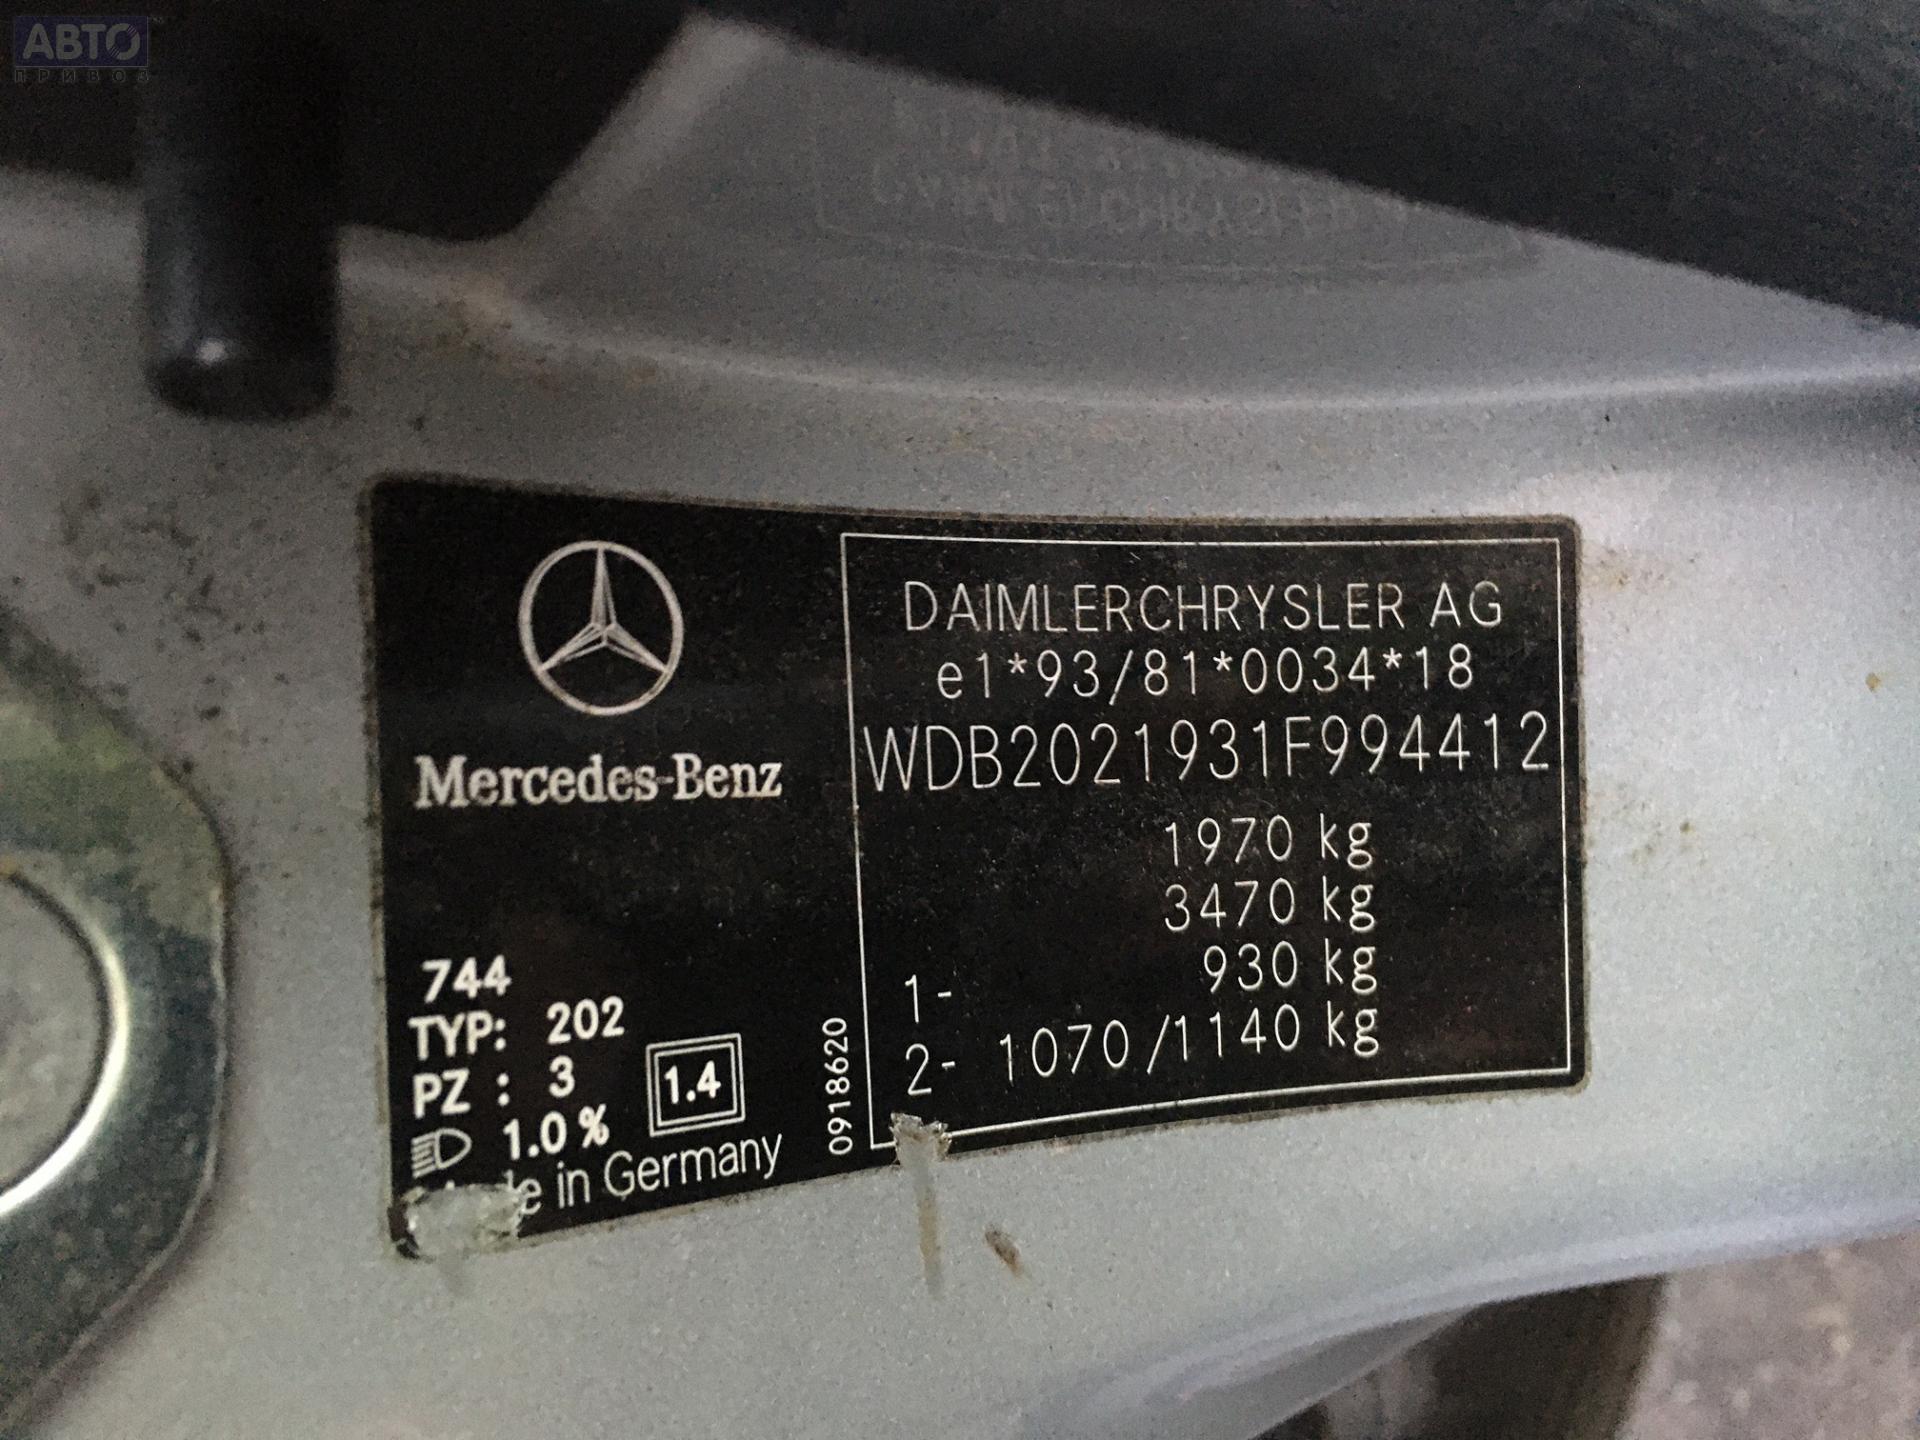 АВТО
ПРИВОЗ
Mercedes-Benz
744
TYP: 202
PZ : 3
1.0 %
1.4
in Germany
0918620
DAIMLERCHRYSLER AG
e1*93/81*0034*18
WDB2021931F994412
1970 kg
3470 kg
1- 930 kg
2- 1070/1140 kg